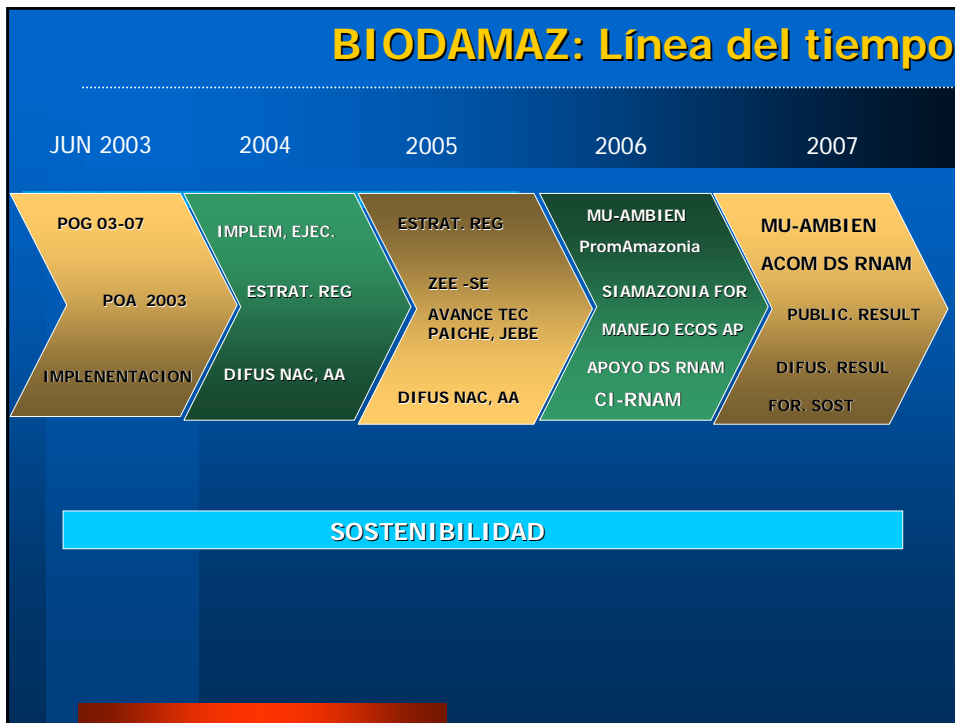 BIODAMAZ: Línea del tiempo
JUN 2003
2004
2005
2006
2007
POG 03-07
POA 2003
IMPLENENTACION
IMPLEM, EJEC.
ESTRAT. REG
DIFUS NAC, AA
ESTRAT. REG
ZEE -SE
AVANCE TEC
PAICHE, JEBE
DIFUS NAC, AA
MU-AMBIEN
PromAmazonia
SIAMAZONIA FOR
MANEJO ECOS AP
APOYO DS RNAM
CI-RNAM
MU-AMBIEN
ACOM DS RNAM
PUBLIC. RESULT
DIFUS. RESUL
FOR. SOST
SOSTENIBILIDAD